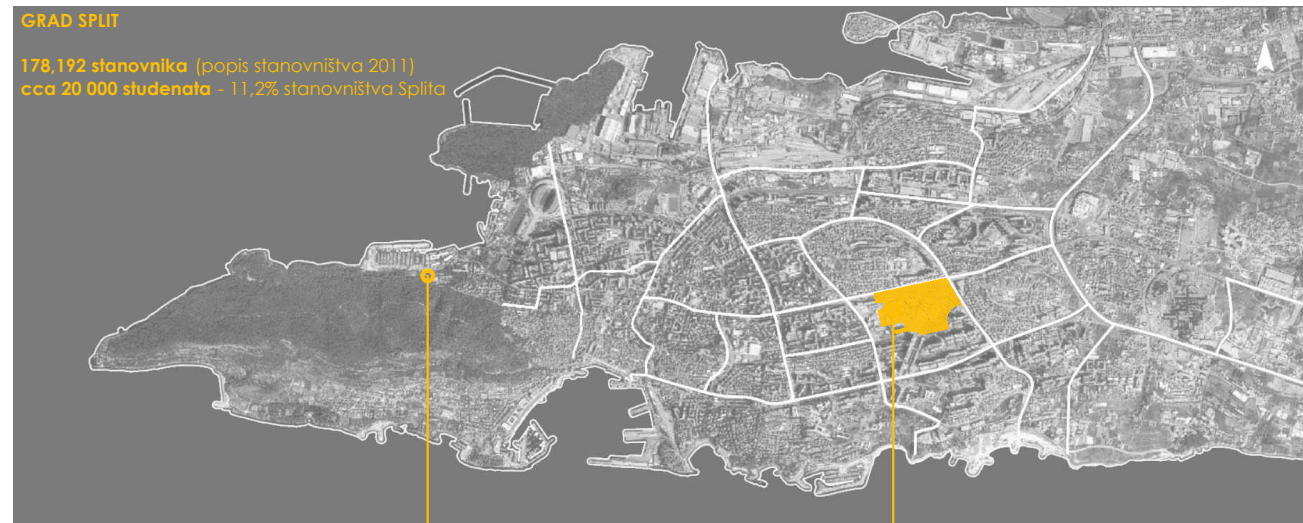 GRAD SPLIT
178,192 stanovnika (popis stanovništva 2011)
cca 20 000 studenata - 11,2% stanovništva Splita
S